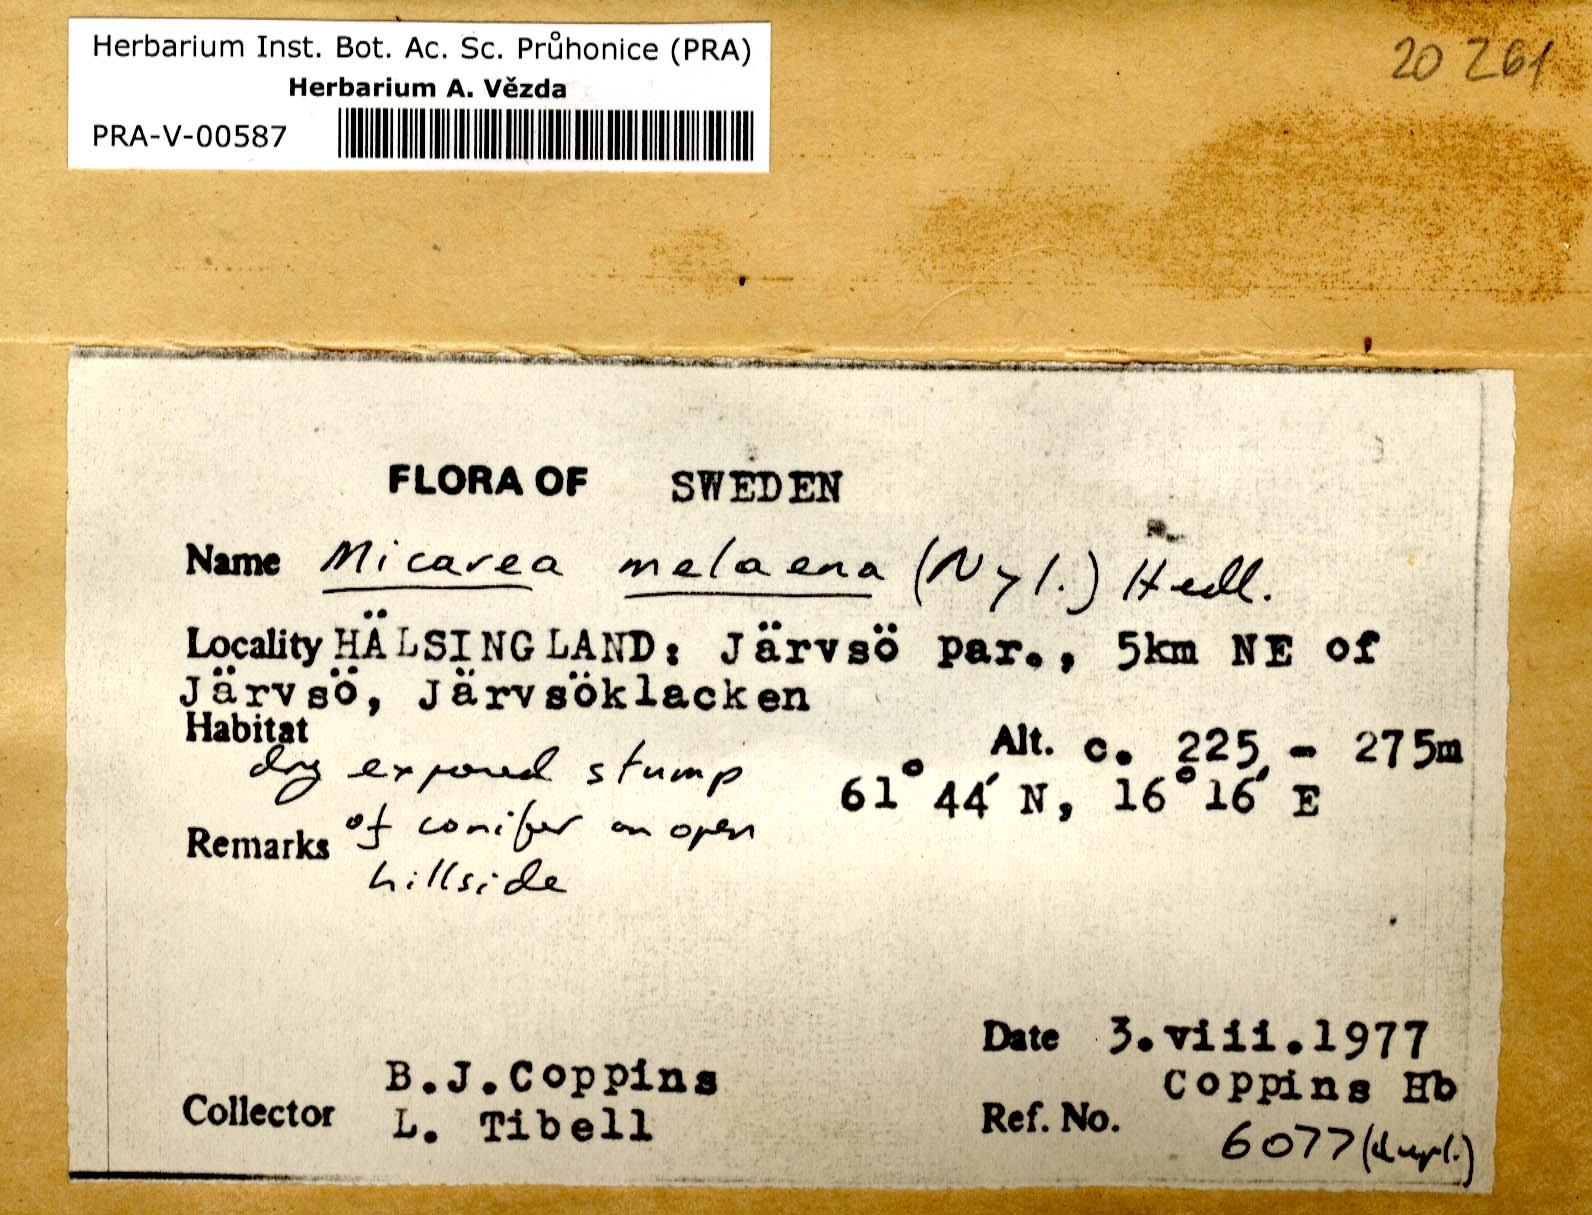 Herbarium Inst. Bot. Ac. Sc. Průhonice (PRA)
Herbarium A. Vězda
PRA-V-00587
20 261
FLORA OF SWEDEN
Name Micarea melaena (Nyl.) Hedl.
Locality HÄLSINGLAND: Järvsö par., 5km NE of
Järvsö, Järvsöklacken
Habitat
dry exposed stump
Alt. c. 225 - 275m
61° 44′ N, 16° 16′ E
of conifer on open
Remarks
hillside
Date 3.viii.1977
B.J.Coppins
Coppins Hb
Collector L. Tibell
Ref. No.
6077 (dupl.)